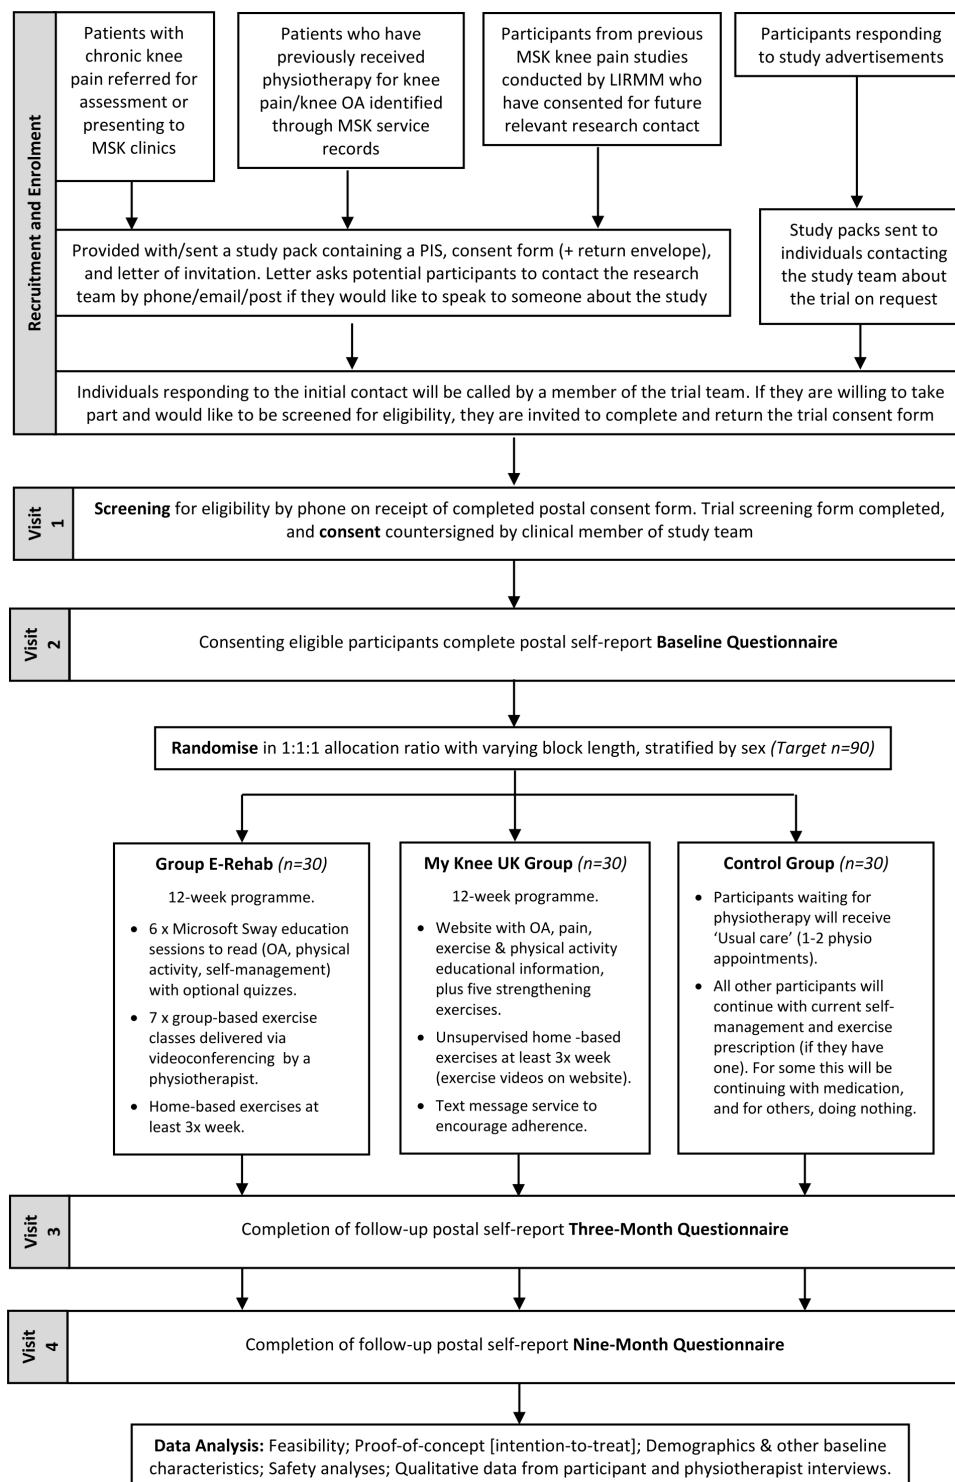 Recruitment and Enrolment
Patients with
chronic knee
pain referred for
assessment or
presenting to
MSK clinics
Patients who have
previously received
physiotherapy for knee
pain/knee OA identified
through MSK service
records
Participants from previous
MSK knee pain studies
conducted by LIRMM who
have consented for future
relevant research contact
Participants responding
to study advertisements
Provided with/sent a study pack containing a PIS, consent form (+ return envelope),
and letter of invitation. Letter asks potential participants to contact the research
team by phone/email/post if they would like to speak to someone about the study
Study packs sent to
individuals contacting
the study team about
the trial on request
Individuals responding to the initial contact will be called by a member of the trial team. If they are willing to take
part and would like to be screened for eligibility, they are invited to complete and return the trial consent form
Visit
1
Screening for eligibility by phone on receipt of completed postal consent form. Trial screening form completed,
and consent countersigned by clinical member of study team
Visit
2
Consenting eligible participants complete postal self-report Baseline Questionnaire
Randomise in 1:1:1 allocation ratio with varying block length, stratified by sex (Target n=90)
Group E-Rehab (n=30)
12-week programme.
• 6 x Microsoft Sway education
sessions to read (OA, physical
activity, self-management)
with optional quizzes.
• 7 x group-based exercise
classes delivered via
videoconferencing by a
physiotherapist.
• Home-based exercises at
least 3x week.
My Knee UK Group (n=30)
12-week programme.
• Website with OA, pain,
exercise & physical activity
educational information,
plus five strengthening
exercises.
• Unsupervised home -based
exercises at least 3x week
(exercise videos on website).
• Text message service to
encourage adherence.
Control Group (n=30)
• Participants waiting for
physiotherapy will receive
'Usual care' (1-2 physio
appointments).
• All other participants will
continue with current self-
management and exercise
prescription (if they have
one). For some this will be
continuing with medication,
and for others, doing nothing.
Visit
3
Completion of follow-up postal self-report Three-Month Questionnaire
Visit
4
Completion of follow-up postal self-report Nine-Month Questionnaire
Data Analysis: Feasibility; Proof-of-concept [intention-to-treat]; Demographics & other baseline
characteristics; Safety analyses; Qualitative data from participant and physiotherapist interviews.